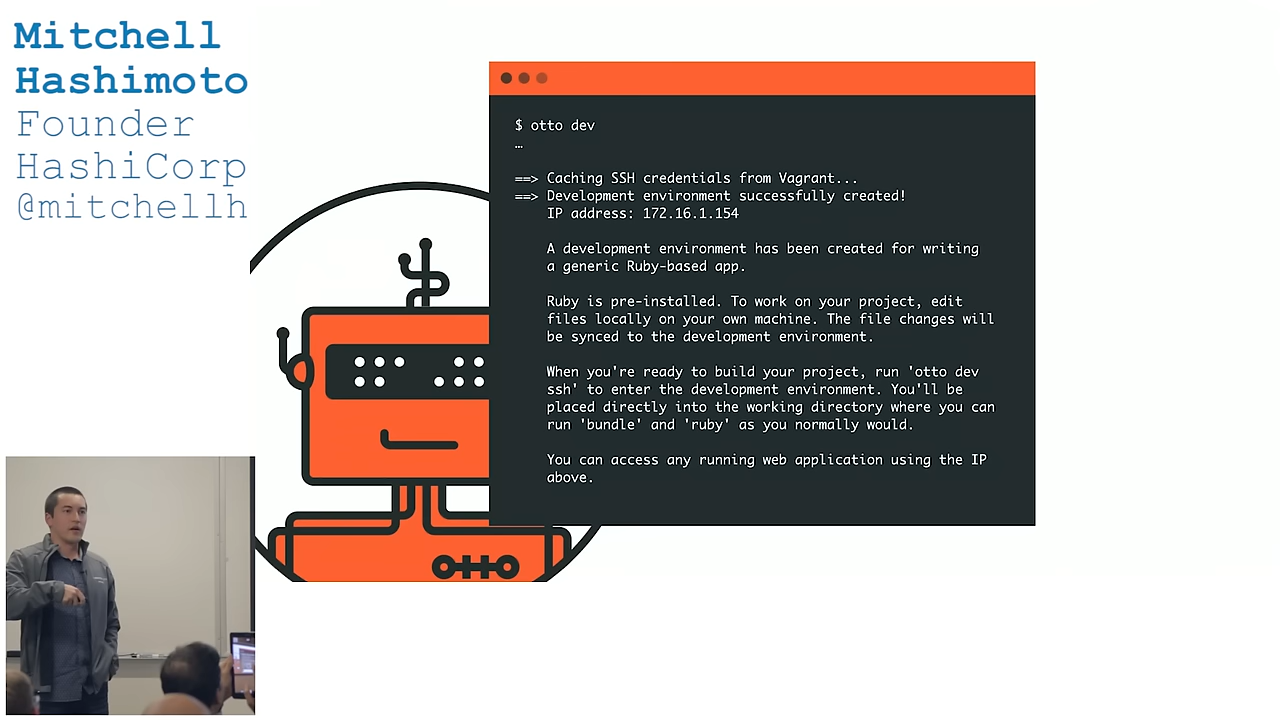 Mitchell
Hashimoto
Founder
HashiCorp
@mitchellh
$ otto dev
…
==> Caching SSH credentials from Vagrant...
==> Development environment successfully created!
IP address: 172.16.1.154
A development environment has been created for writing
a generic Ruby-based app.
Ruby is pre-installed. To work on your project, edit
files locally on your own machine. The file changes will
be synced to the development environment.
When you're ready to build your project, run 'otto dev
ssh' to enter the development environment. You'll be
placed directly into the working directory where you can
run 'bundle' and 'ruby' as you normally would.
You can access any running web application using the IP
above.
otto